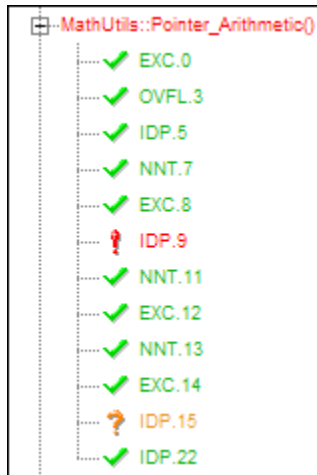 MathUtils::Pointer_Arithmetic()
EXC.0
OVFL.3
IDP.5
NNT.7
EXC.8
IDP.9
NNT.11
EXC.12
NNT.13
EXC.14
IDP.15
IDP.22